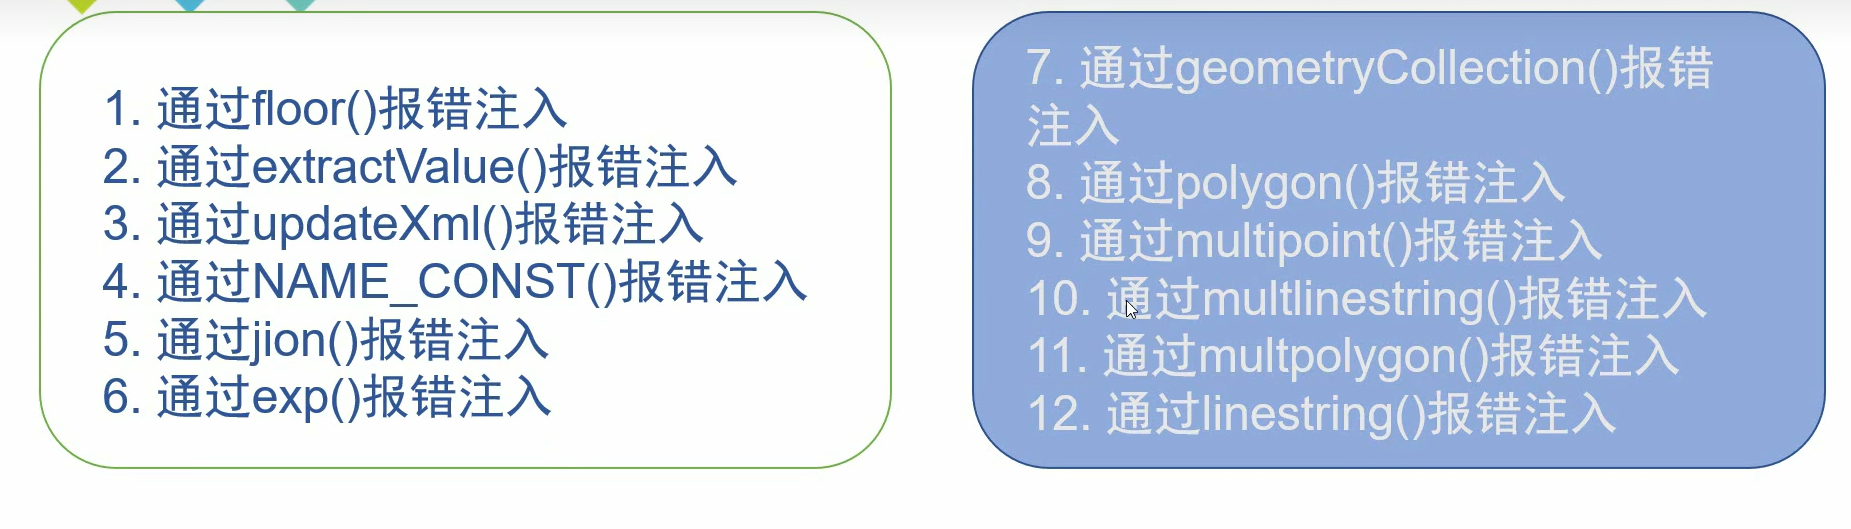 1. 通过floor()报错注入
2. 通过extractValue()报错注入
3. 通过updateXml()报错注入
4. 通过NAME_CONST()报错注入
5. 通过jion()报错注入
6. 通过exp()报错注入
7. 通过geometryCollection()报错
注入
8. 通过polygon()报错注入
9. 通过multipoint()报错注入
10. 通过multlinestring()报错注入
11. 通过multpolygon()报错注入
12. 通过linestring()报错注入